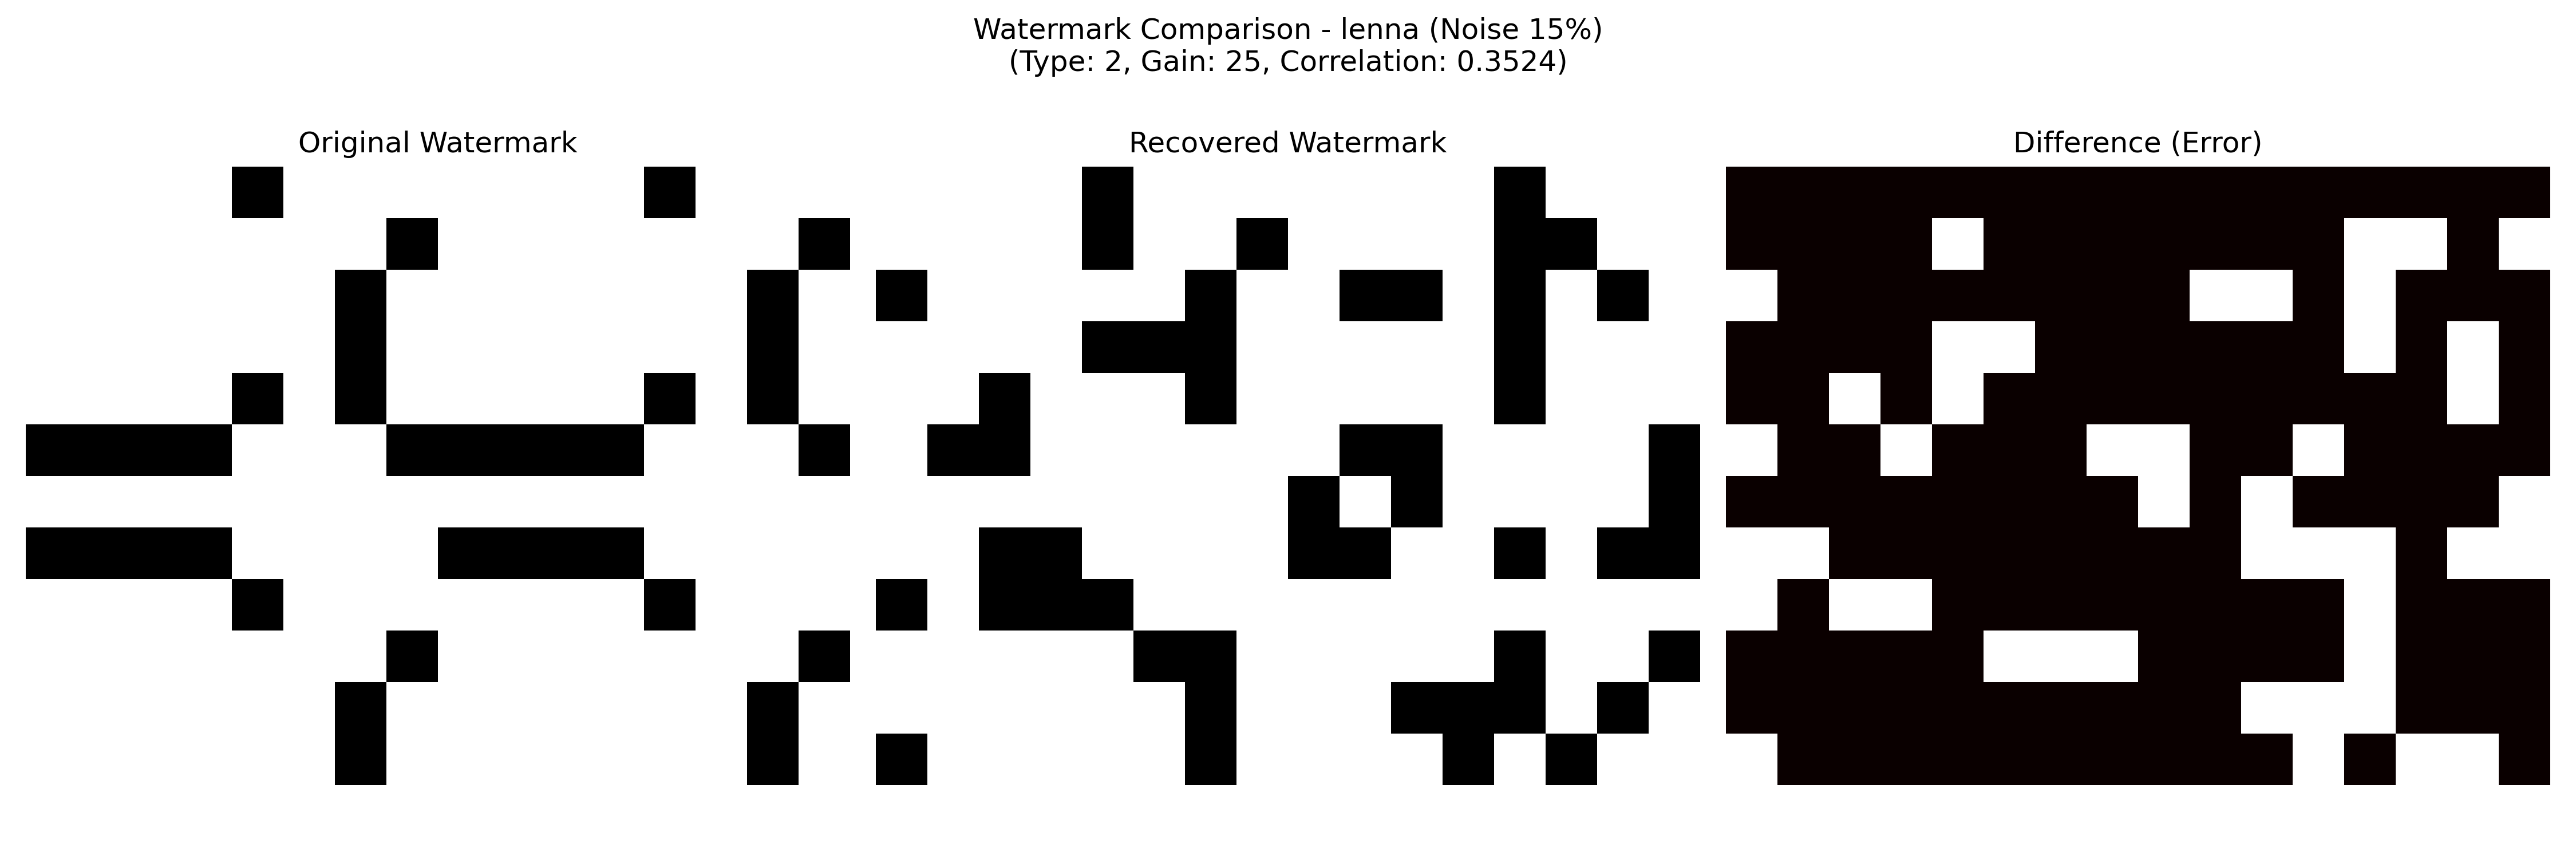 Watermark Comparison - lenna (Noise 15%)
(Type: 2, Gain: 25, Correlation: 0.3524)
Original Watermark
Recovered Watermark
Difference (Error)